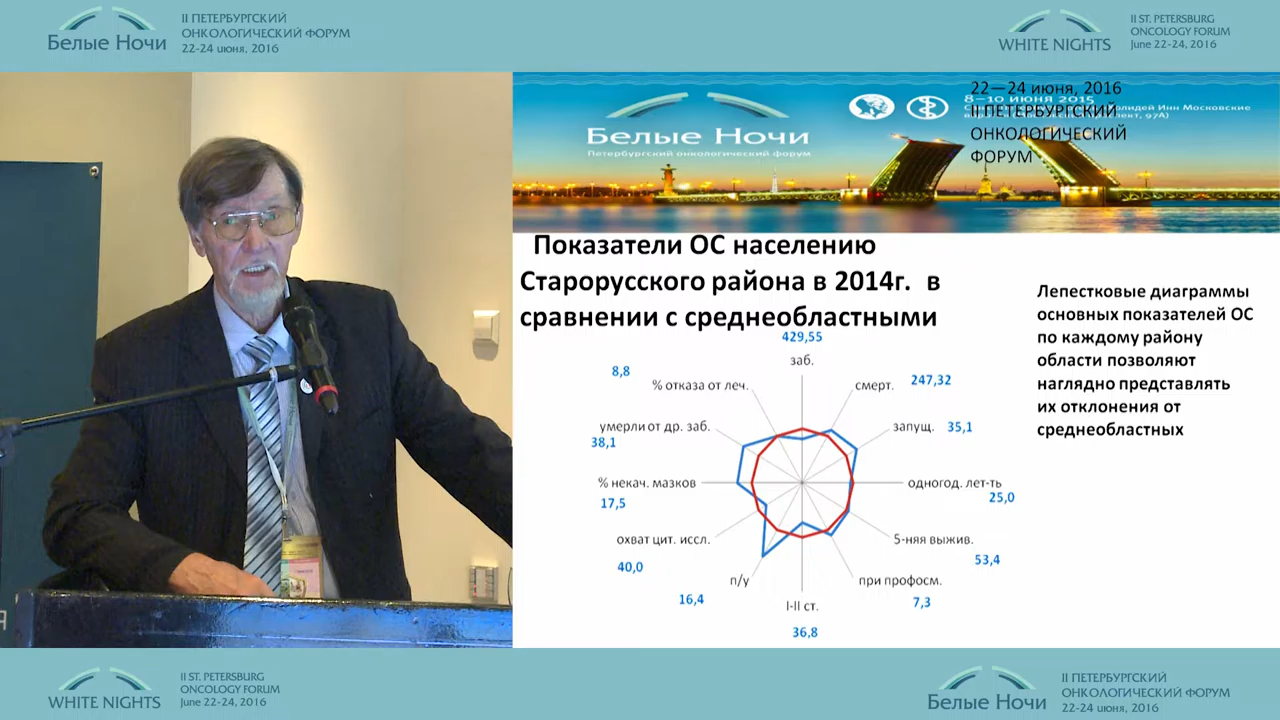 Белые Ночи
II ПЕТЕРБУРГСКИЙ
ОНКОЛОГИЧЕСКИЙ ФОРУМ
22-24 июня, 2016
WHITE NIGHTS
II ST. PETERSBURG
ONCOLOGY FORUM
June 22-24, 2016
Белые Ночи
Петербургский онкологический форум
8—10 июня 2015
22—24 июня, 2016
II ПЕТЕРБУРГСКИЙ
ОНКОЛОГИЧЕСКИЙ
ФОРУМ
Показатели ОС населению
Старорусского района в 2014г. в
сравнении с среднеобластными
Лепестковые диаграммы
основных показателей ОС
по каждому району
области позволяют
наглядно представлять
их отклонения от
среднеобластных
429,55
заб.
смерт.
247,32
запущ.
35,1
одногод. лет-ть
25,0
5-няя выжив.
53,4
при профосм.
7,3
I-II ст.
36,8
п/у
16,4
охват цит. иссл.
40,0
% некач. мазков
17,5
умерли от др. заб.
38,1
% отказа от леч.
8,8
WHITE NIGHTS
II ST. PETERSBURG
ONCOLOGY FORUM
June 22-24, 2016
Белые Ночи
II ПЕТЕРБУРГСКИЙ
ОНКОЛОГИЧЕСКИЙ ФОРУМ
22-24 июня, 2016